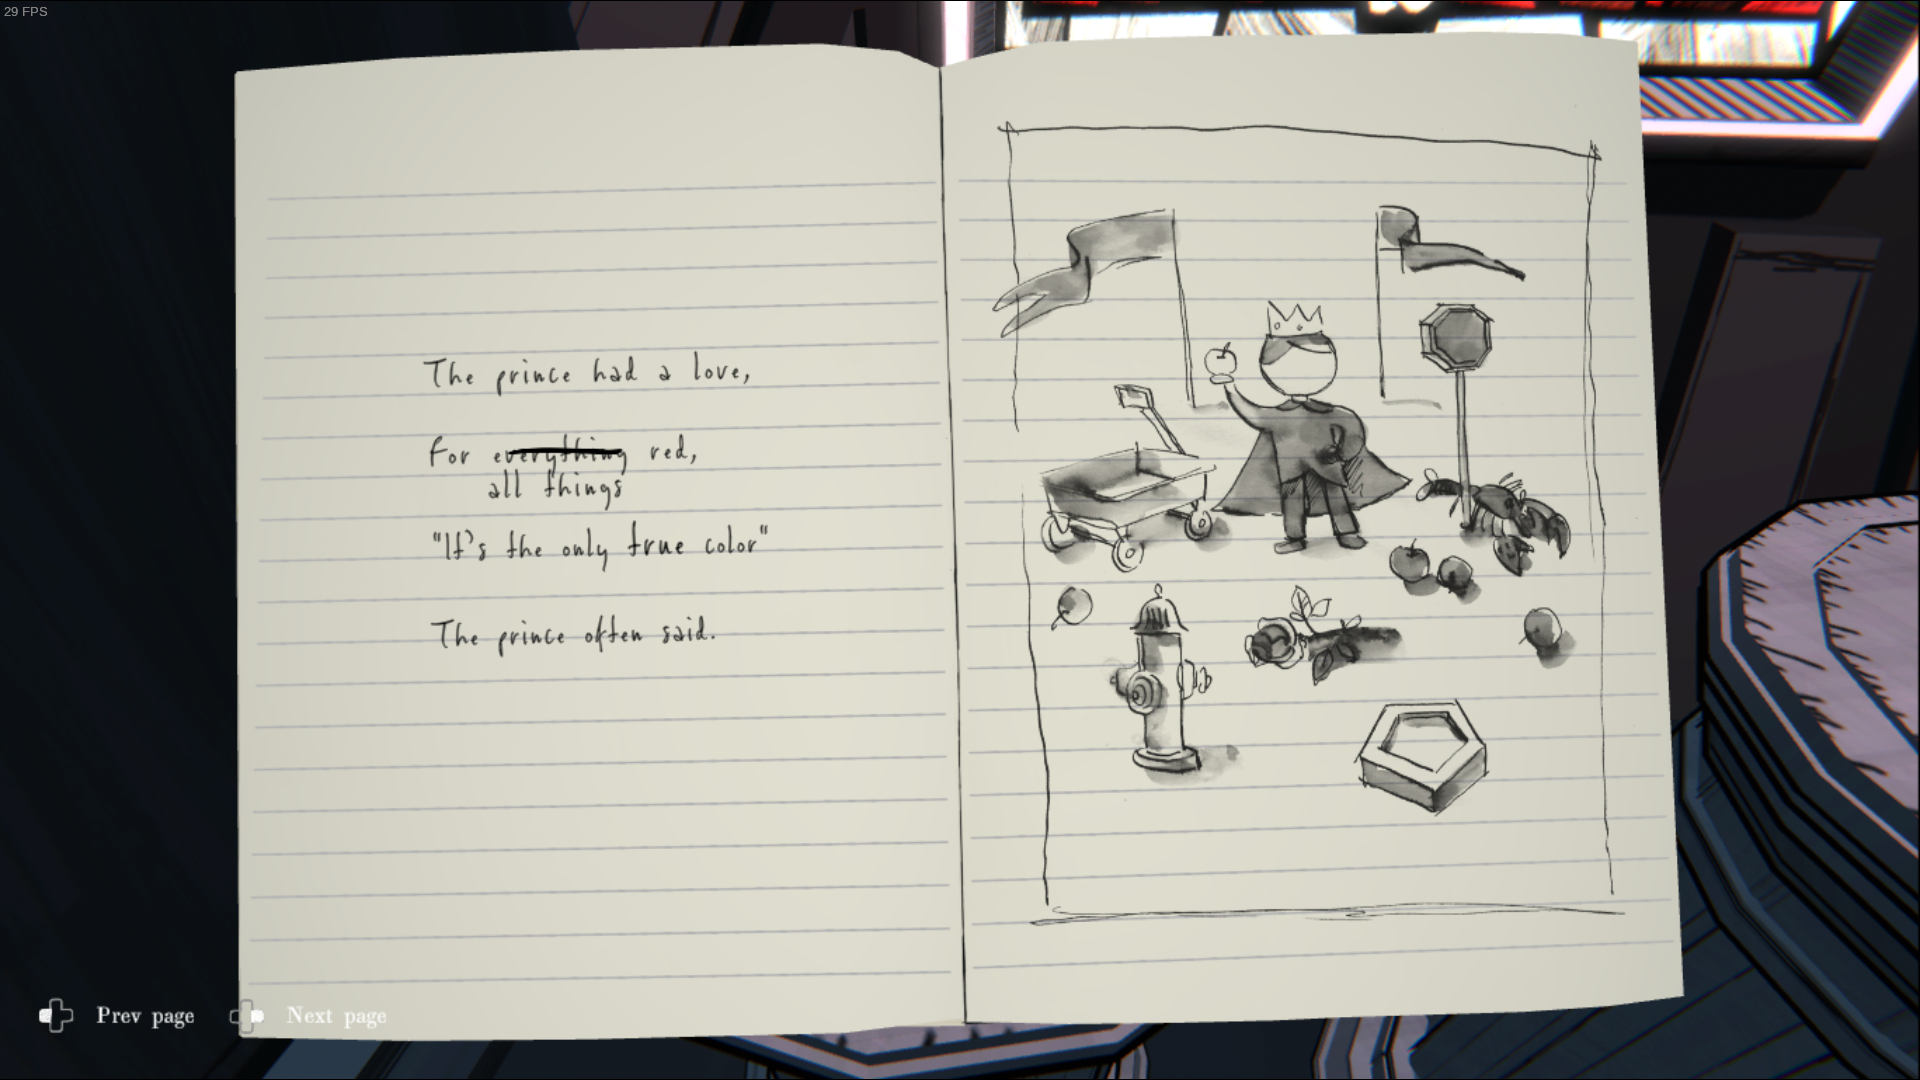 29 FPS
The prince had a love,
For everything red,
all things
"It's the only true color"
The prince often said.
Prev page
Next page